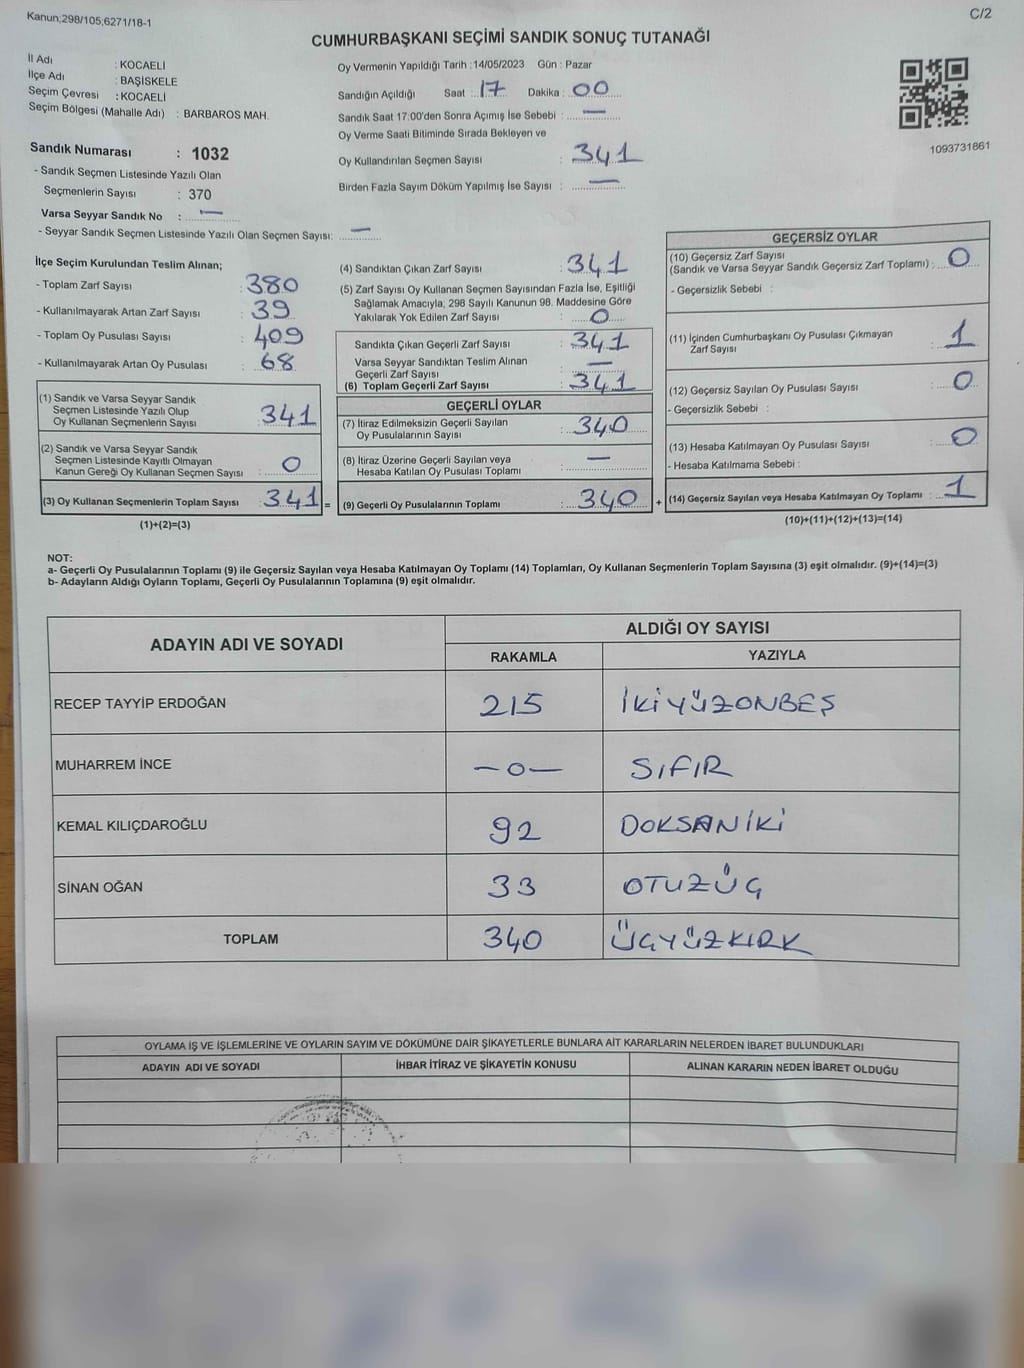 Kanun;298/105;6271/18-1
C/2
CUMHURBAŞKANI SEÇİMİ SANDIK SONUÇ TUTANAĞI
İl Adı : KOCAELİ
İlçe Adı : BAŞİSKELE
Seçim Çevresi : KOCAELİ
Seçim Bölgesi (Mahalle Adı) : BARBAROS MAH.
Sandık Numarası : 1032
- Sandık Seçmen Listesinde Yazılı Olan
Seçmenlerin Sayısı : 370
Varsa Seyyar Sandık No : —
- Seyyar Sandık Seçmen Listesinde Yazılı Olan Seçmen Sayısı: —
Oy Vermenin Yapıldığı Tarih :14/05/2023 Gün : Pazar
Sandığın Açıldığı Saat : 17 Dakika : 00
Sandık Saat 17:00'den Sonra Açımış İse Sebebi : —
Oy Verme Saati Bitiminde Sırada Bekleyen ve
Oy Kullandırılan Seçmen Sayısı : 341
Birden Fazla Sayım Döküm Yapılmış İse Sayısı : —
1093731861
İlçe Seçim Kurulundan Teslim Alınan;
- Toplam Zarf Sayısı : 380
- Kullanılmayarak Artan Zarf Sayısı : 39
- Toplam Oy Pusulası Sayısı : 409
- Kullanılmayarak Artan Oy Pusulası : 68
(1) Sandık ve Varsa Seyyar Sandık
Seçmen Listesinde Yazılı Olup
Oy Kullanan Seçmenlerin Sayısı : 341
(2) Sandık ve Varsa Seyyar Sandık
Seçmen Listesinde Kayıtlı Olmayan
Kanun Gereği Oy Kullanan Seçmen Sayısı : 0
(3) Oy Kullanan Seçmenlerin Toplam Sayısı : 341 =
(1)+(2)=(3)
(4) Sandıktan Çıkan Zarf Sayısı : 341
(5) Zarf Sayısı Oy Kullanan Seçmen Sayısından Fazla İse, Eşitliği
Sağlamak Amacıyla, 298 Sayılı Kanunun 98. Maddesine Göre
Yakılarak Yok Edilen Zarf Sayısı : 0
Sandıkta Çıkan Geçerli Zarf Sayısı : 341
Varsa Seyyar Sandıktan Teslim Alınan
Geçerli Zarf Sayısı : —
(6) Toplam Geçerli Zarf Sayısı : 341
GEÇERLİ OYLAR
(7) İtiraz Edilmeksizin Geçerli Sayılan
Oy Pusulalarının Sayısı : 340
(8) İtiraz Üzerine Geçerli Sayılan veya
Hesaba Katılan Oy Pusulası Toplamı : —
(9) Geçerli Oy Pusulalarının Toplamı : 340 +
GEÇERSİZ OYLAR
(10) Geçersiz Zarf Sayısı
(Sandık ve Varsa Seyyar Sandık Geçersiz Zarf Toplamı) : 0
- Geçersizlik Sebebi :
(11) İçinden Cumhurbaşkanı Oy Pusulası Çıkmayan
Zarf Sayısı : 1
(12) Geçersiz Sayılan Oy Pusulası Sayısı : 0
- Geçersizlik Sebebi :
(13) Hesaba Katılmayan Oy Pusulası Sayısı : 0
- Hesaba Katılmama Sebebi :
(14) Geçersiz Sayılan veya Hesaba Katılmayan Oy Toplamı : 1
(10)+(11)+(12)+(13)=(14)
NOT:
a- Geçerli Oy Pusulalarının Toplamı (9) ile Geçersiz Sayılan veya Hesaba Katılmayan Oy Toplamı (14) Toplamları, Oy Kullanan Seçmenlerin Toplam Sayısına (3) eşit olmalıdır. (9)+(14)=(3)
b- Adayların Aldığı Oyların Toplamı, Geçerli Oy Pusulalarının Toplamına (9) eşit olmalıdır.
ADAYIN ADI VE SOYADI
ALDIĞI OY SAYISI
RAKAMLA YAZIYLA
RECEP TAYYİP ERDOĞAN 215 İKİYÜZONBEŞ
MUHARREM İNCE —0— SIFIR
KEMAL KILIÇDAROĞLU 92 DOKSANİKİ
SİNAN OĞAN 33 OTUZÜÇ
TOPLAM 340 ÜÇYÜZKIRK
OYLAMA İŞ VE İŞLEMLERİNE VE OYLARIN SAYIM VE DÖKÜMÜNE DAİR ŞİKAYETLERLE BUNLARA AİT KARARLARIN NELERDEN İBARET BULUNDUKLARI
ADAYIN ADI VE SOYADI İHBAR İTİRAZ VE ŞİKAYETİN KONUSU ALINAN KARARIN NEDEN İBARET OLDUĞU